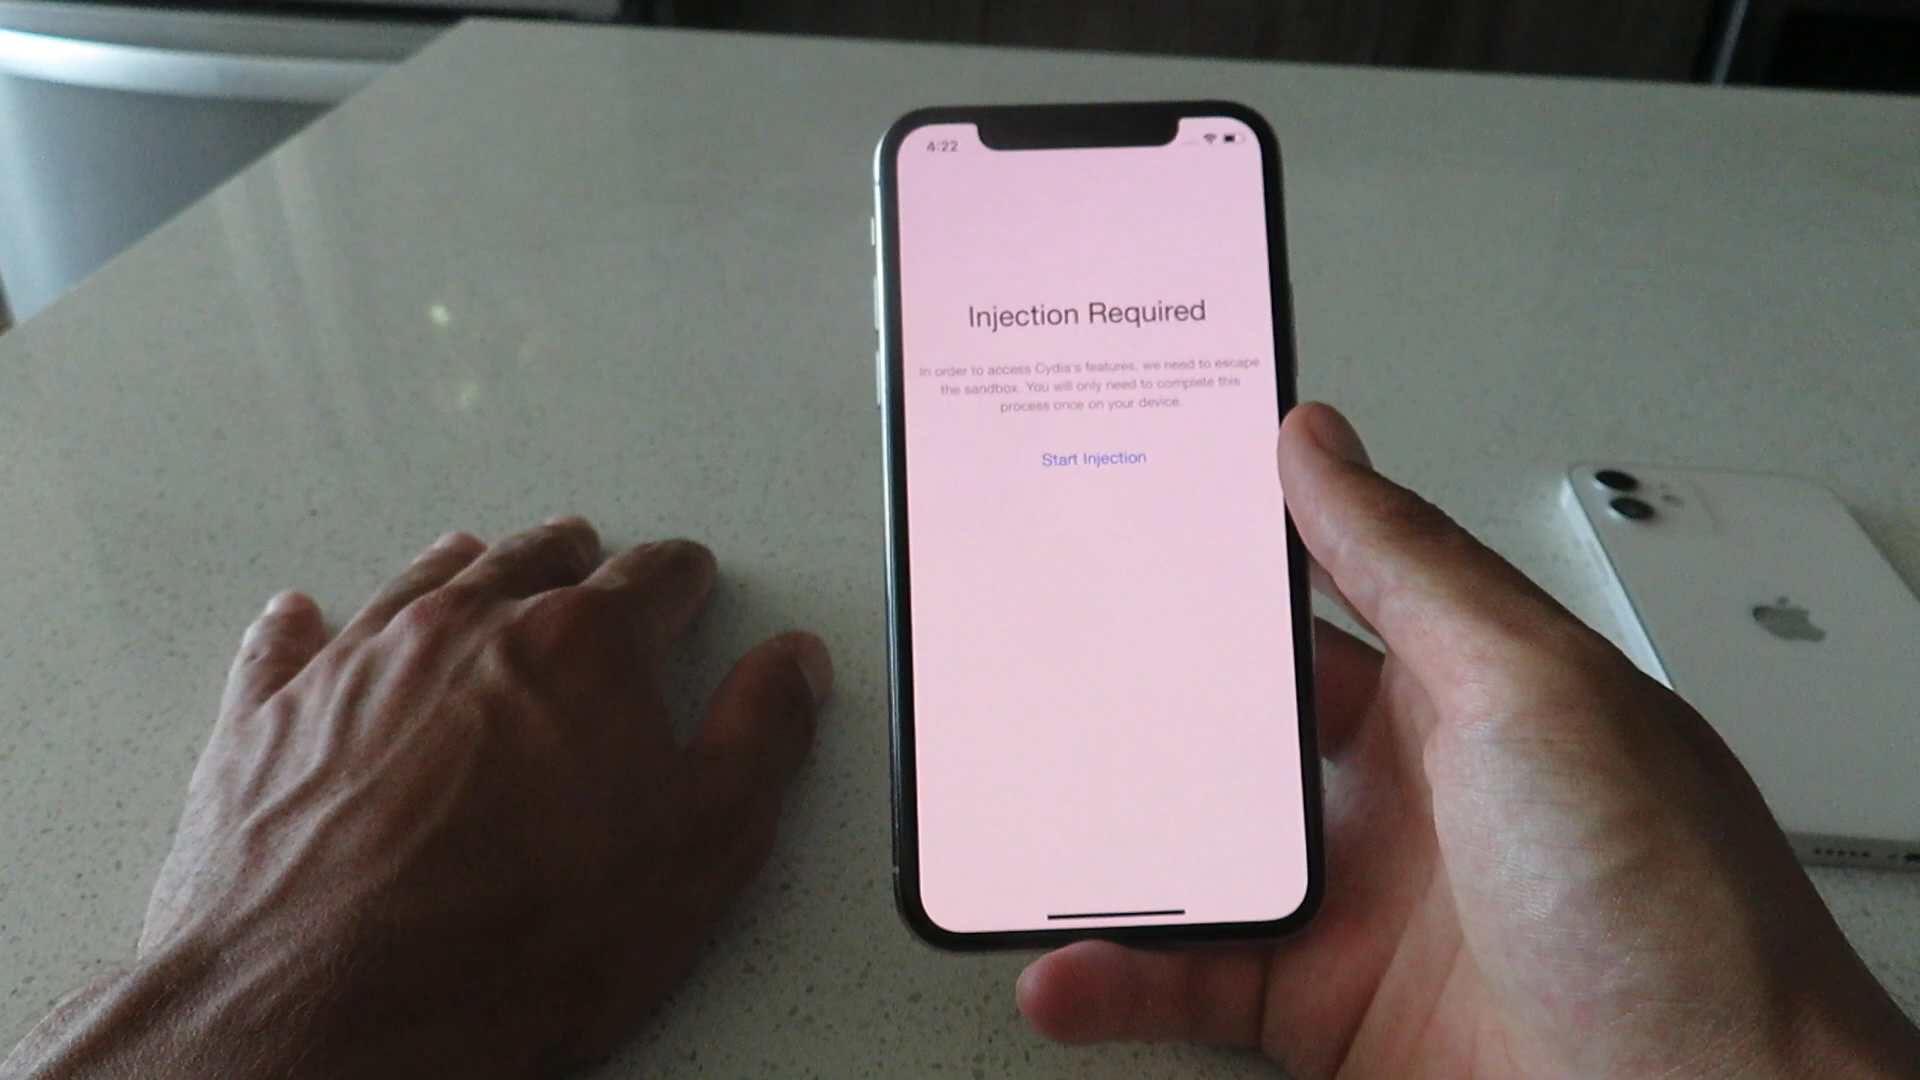 4:22
Injection Required
In order to access Cydia's features, we need to escape
the sandbox. You will only need to complete this
process once on your device.
Start Injection